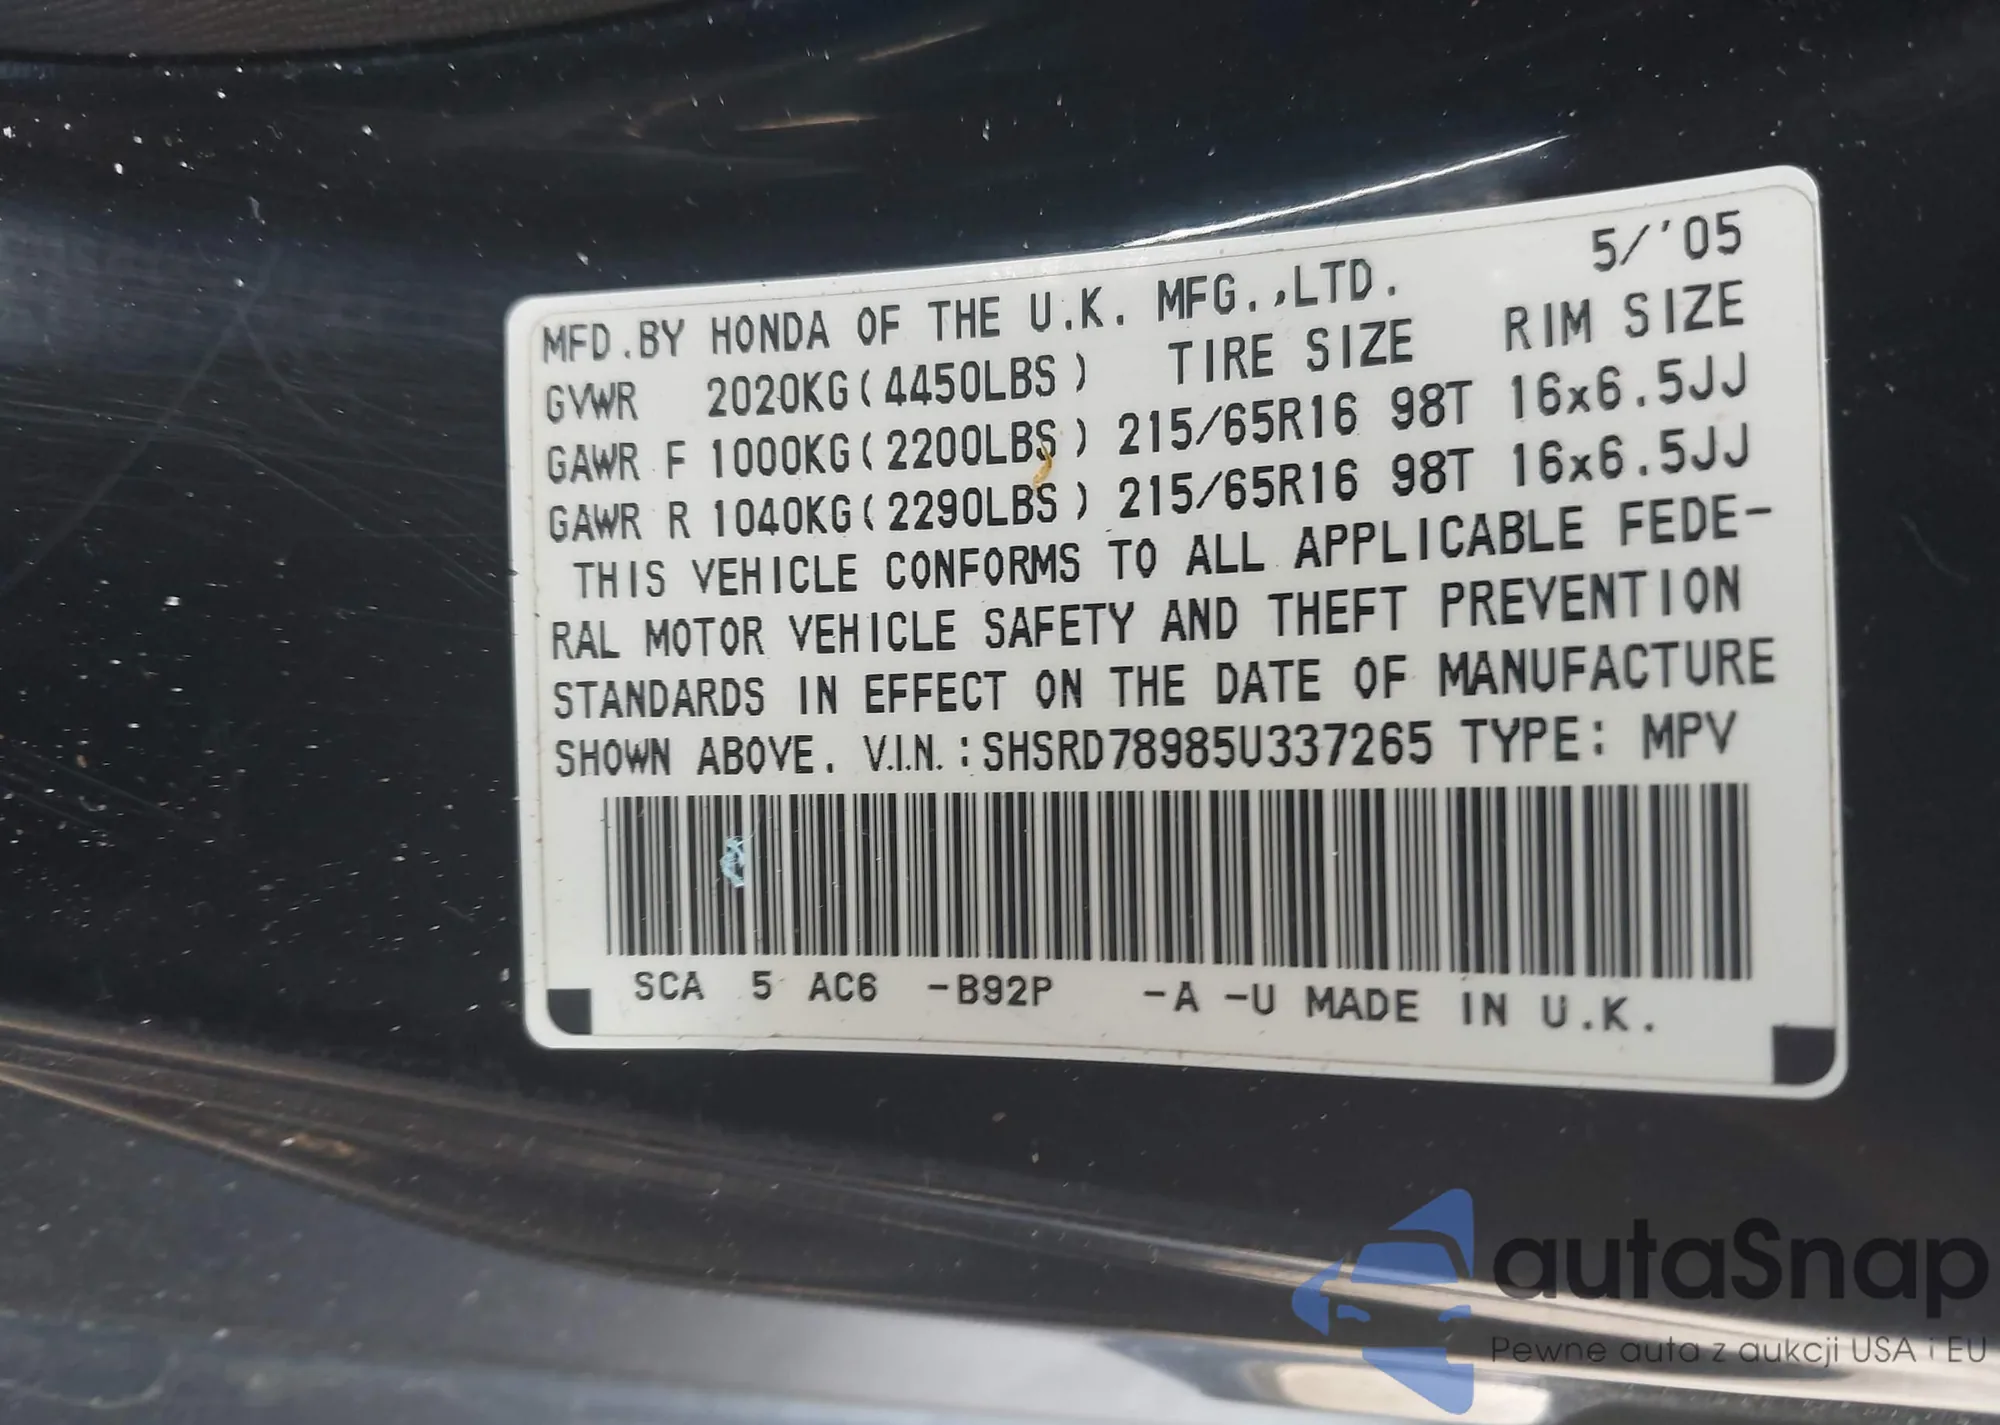 5/'05
MFD.BY HONDA OF THE U.K. MFG.,LTD.
GVWR 2020KG(4450LBS) TIRE SIZE RIM SIZE
GAWR F 1000KG(2200LBS) 215/65R16 98T 16x6.5JJ
GAWR R 1040KG(2290LBS) 215/65R16 98T 16x6.5JJ
THIS VEHICLE CONFORMS TO ALL APPLICABLE FEDE-
RAL MOTOR VEHICLE SAFETY AND THEFT PREVENTION
STANDARDS IN EFFECT ON THE DATE OF MANUFACTURE
SHOWN ABOVE. V.I.N.:SHSRD78985U337265 TYPE: MPV
SCA 5 AC6 -B92P -A -U MADE IN U.K.
autaSnap
Pewne auta z aukcji USA i EU